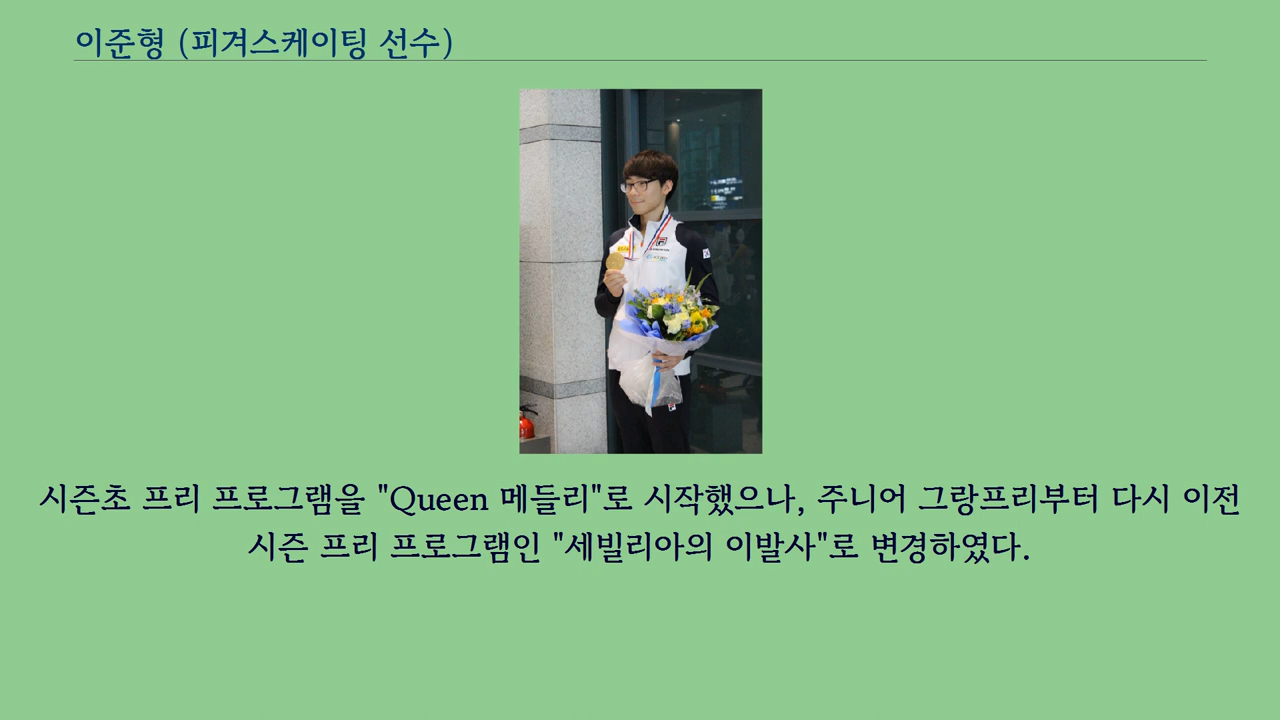 이준형 (피겨스케이팅 선수)
시즌초 프리 프로그램을 "Queen 메들리"로 시작했으나, 주니어 그랑프리부터 다시 이전
시즌 프리 프로그램인 "세빌리아의 이발사"로 변경하였다.